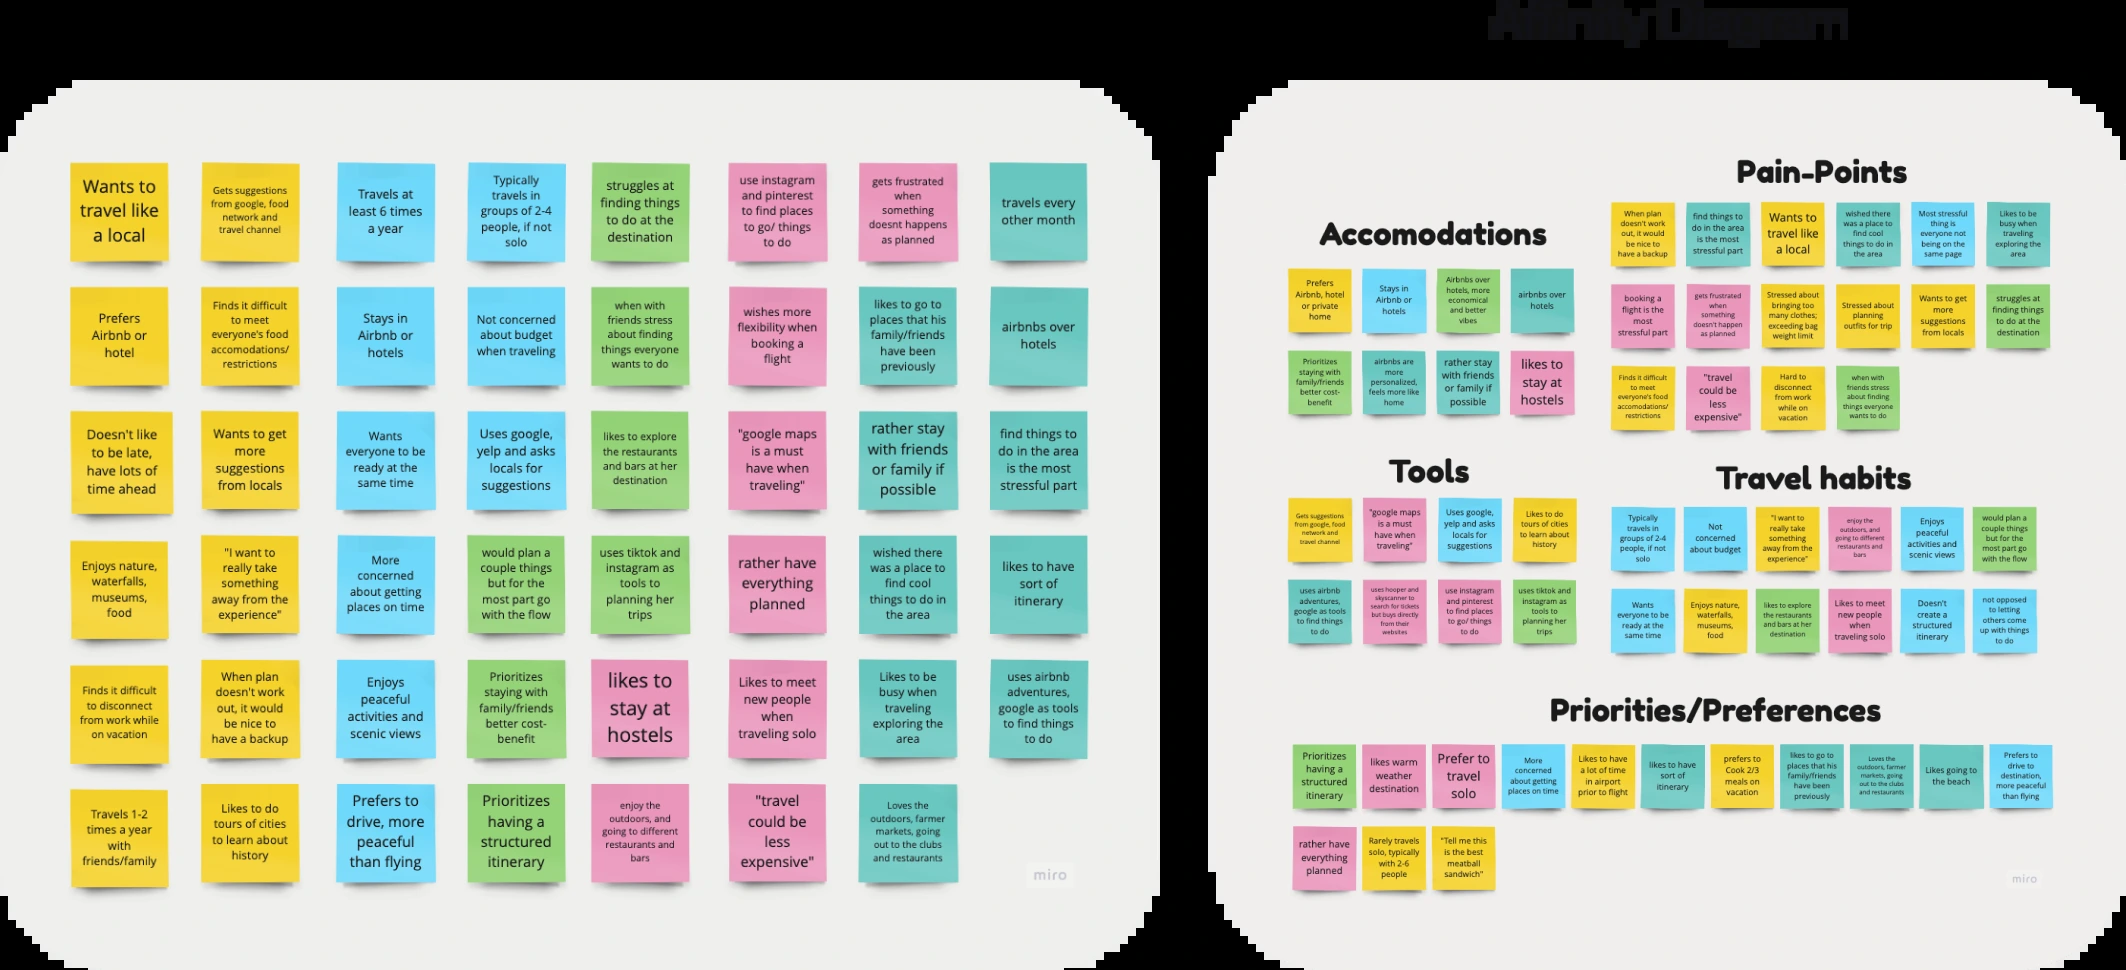 Affinity Diagram
Wants to
travel like
a local
Gets suggestions
from google, food
network and
travel channel
Travels at
least 6 times
a year
Typically
travels in
groups of 2-4
people, if not
solo
struggles at
finding things
to do at the
destination
use instagram
and pinterest
to find places
to go/ things
to do
gets frustrated
when
something
doesnt happens
as planned
travels every
other month
Prefers
Airbnb or
hotel
Finds it difficult
to meet
everyone's food
accomodations/
restrictions
Stays in
Airbnb or
hotels
Not concerned
about budget
when traveling
when with
friends stress
about finding
things everyone
wants to do
wishes more
flexibility when
booking a
flight
likes to go to
places that his
family/friends
have been
previously
airbnbs over
hotels
Doesn't like
to be late,
have lots of
time ahead
Wants to get
more
suggestions
from locals
Wants
everyone to be
ready at the
same time
Uses google,
yelp and asks
locals for
suggestions
likes to explore
the restaurants
and bars at her
destination
"google maps
is a must
have when
traveling"
rather stay
with friends
or family if
possible
find things to
do in the area
is the most
stressful part
Enjoys nature,
waterfalls,
museums,
food
"I want to
really take
something
away from the
experience"
More
concerned
about getting
places on time
would plan a
couple things
but for the
most part go
with the flow
uses tiktok and
instagram as
tools to
planning her
trips
rather have
everything
planned
wished there
was a place to
find cool
things to do in
the area
likes to have
sort of
itinerary
Finds it difficult
to disconnect
from work while
on vacation
When plan
doesn't work
out, it would
be nice to
have a backup
Enjoys
peaceful
activities and
scenic views
Prioritizes
staying with
family/friends
better cost-
benefit
likes to
stay at
hostels
Likes to meet
new people
when
traveling solo
Likes to be
busy when
traveling
exploring the
area
uses airbnb
adventures,
google as tools
to find things
to do
Travels 1-2
times a year
with
friends/family
Likes to do
tours of cities
to learn about
history
Prefers to
drive, more
peaceful
than flying
Prioritizes
having a
structured
itinerary
enjoy the
outdoors, and
going to different
restaurants and
bars
"travel
could be
less
expensive"
Loves the
outdoors, farmer
markets, going
out to the clubs
and restaurants
miro
Accomodations
Prefers
Airbnb, hotel
or private
home
Stays in
Airbnb or
hotels
Airbnbs over
hotels, more
economical
and better
vibes
airbnbs over
hotels
Prioritizes
staying with
family/friends
better cost-
benefit
airbnbs are
more
personalized,
feels more like
home
rather stay
with friends
or family if
possible
likes to
stay at
hostels
Pain-Points
When plan
doesn't work
out, it would
be nice to
have a backup
find things to
do in the area
is the most
stressful part
Wants to
travel like
a local
wished there
was a place to
find cool
things to do in
the area
Most stressful
thing is
everyone not
being on the
same page
Likes to be
busy when
traveling
exploring the
area
booking a
flight is the
most
stressful part
gets frustrated
when
something
doesn't happen
as planned
Stressed about
bringing too
many clothes;
exceeding bag
weight limit
Stressed about
planning
outfits for trip
Wants to get
more
suggestions
from locals
struggles at
finding things
to do at the
destination
Finds it difficult
to meet
everyone's food
accomodations/
restrictions
"travel
could be
less
expensive"
Hard to
disconnect
from work
while on
vacation
when with
friends stress
about finding
things everyone
wants to do
Tools
Gets suggestions
from google, food
network and
travel channel
"google maps
is a must
have when
traveling"
Uses google,
yelp and asks
locals for
suggestions
Likes to do
tours of cities
to learn about
history
uses airbnb
adventures,
google as tools
to find things
to do
uses hooper and
skyscanner to
search for tickets
but buys directly
from their
websites
use instagram
and pinterest
to find places
to go/ things
to do
uses tiktok and
instagram as
tools to
planning her
trips
Travel habits
Typically
travels in
groups of 2-4
people, if not
solo
Not
concerned
about budget
"I want to
really take
something
away from the
experience"
enjoy the
outdoors, and
going to different
restaurants and
bars
Enjoys
peaceful
activities and
scenic views
would plan a
couple things
but for the
most part go
with the flow
Wants
everyone to be
ready at the
same time
Enjoys nature,
waterfalls,
museums,
food
likes to explore
the restaurants
and bars at her
destination
Likes to meet
new people
when
traveling solo
Doesn't
create a
structured
itinerary
not opposed
to letting
others come
up with things
to do
Priorities/Preferences
Prioritizes
having a
structured
itinerary
likes warm
weather
destination
Prefer to
travel
solo
More
concerned
about getting
places on time
Likes to have
a lot of time
in airport
prior to flight
likes to have
sort of
itinerary
prefers to
Cook 2/3
meals on
vacation
likes to go to
places that his
family/friends
have been
previously
Loves the
outdoors, farmer
markets, going
out to the clubs
and restaurants
Likes going to
the beach
Prefers to
drive to
destination,
more peaceful
than flying
rather have
everything
planned
Rarely travels
solo, typically
with 2-6
people
"Tell me this
is the best
meatball
sandwich"
miro